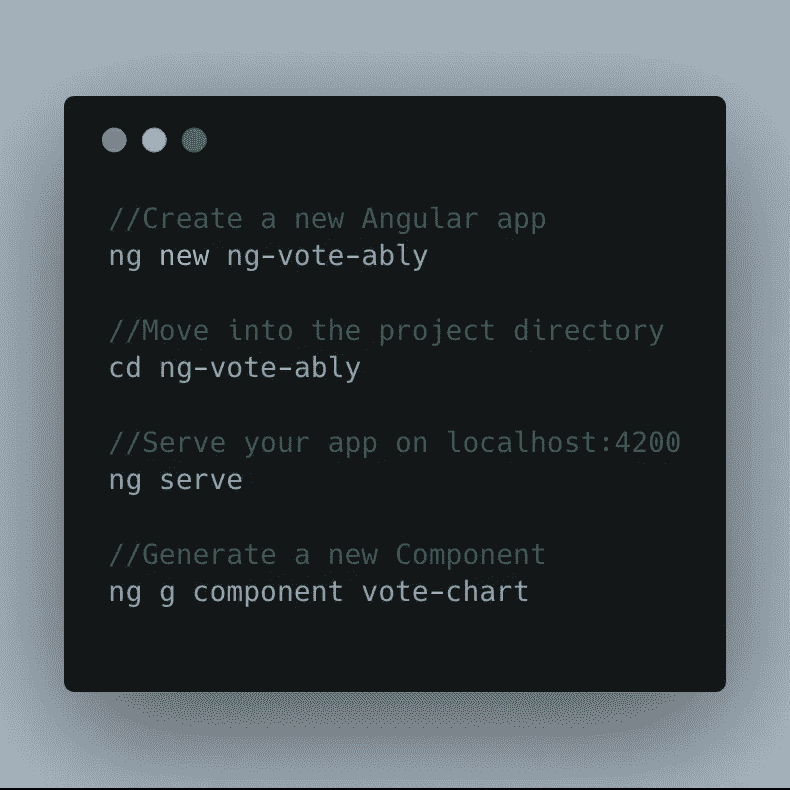 //Create a new Angular app
ng new ng-vote-ably
//Move into the project directory
cd ng-vote-ably
//Serve your app on localhost:4200
ng serve
//Generate a new Component
ng g component vote-chart